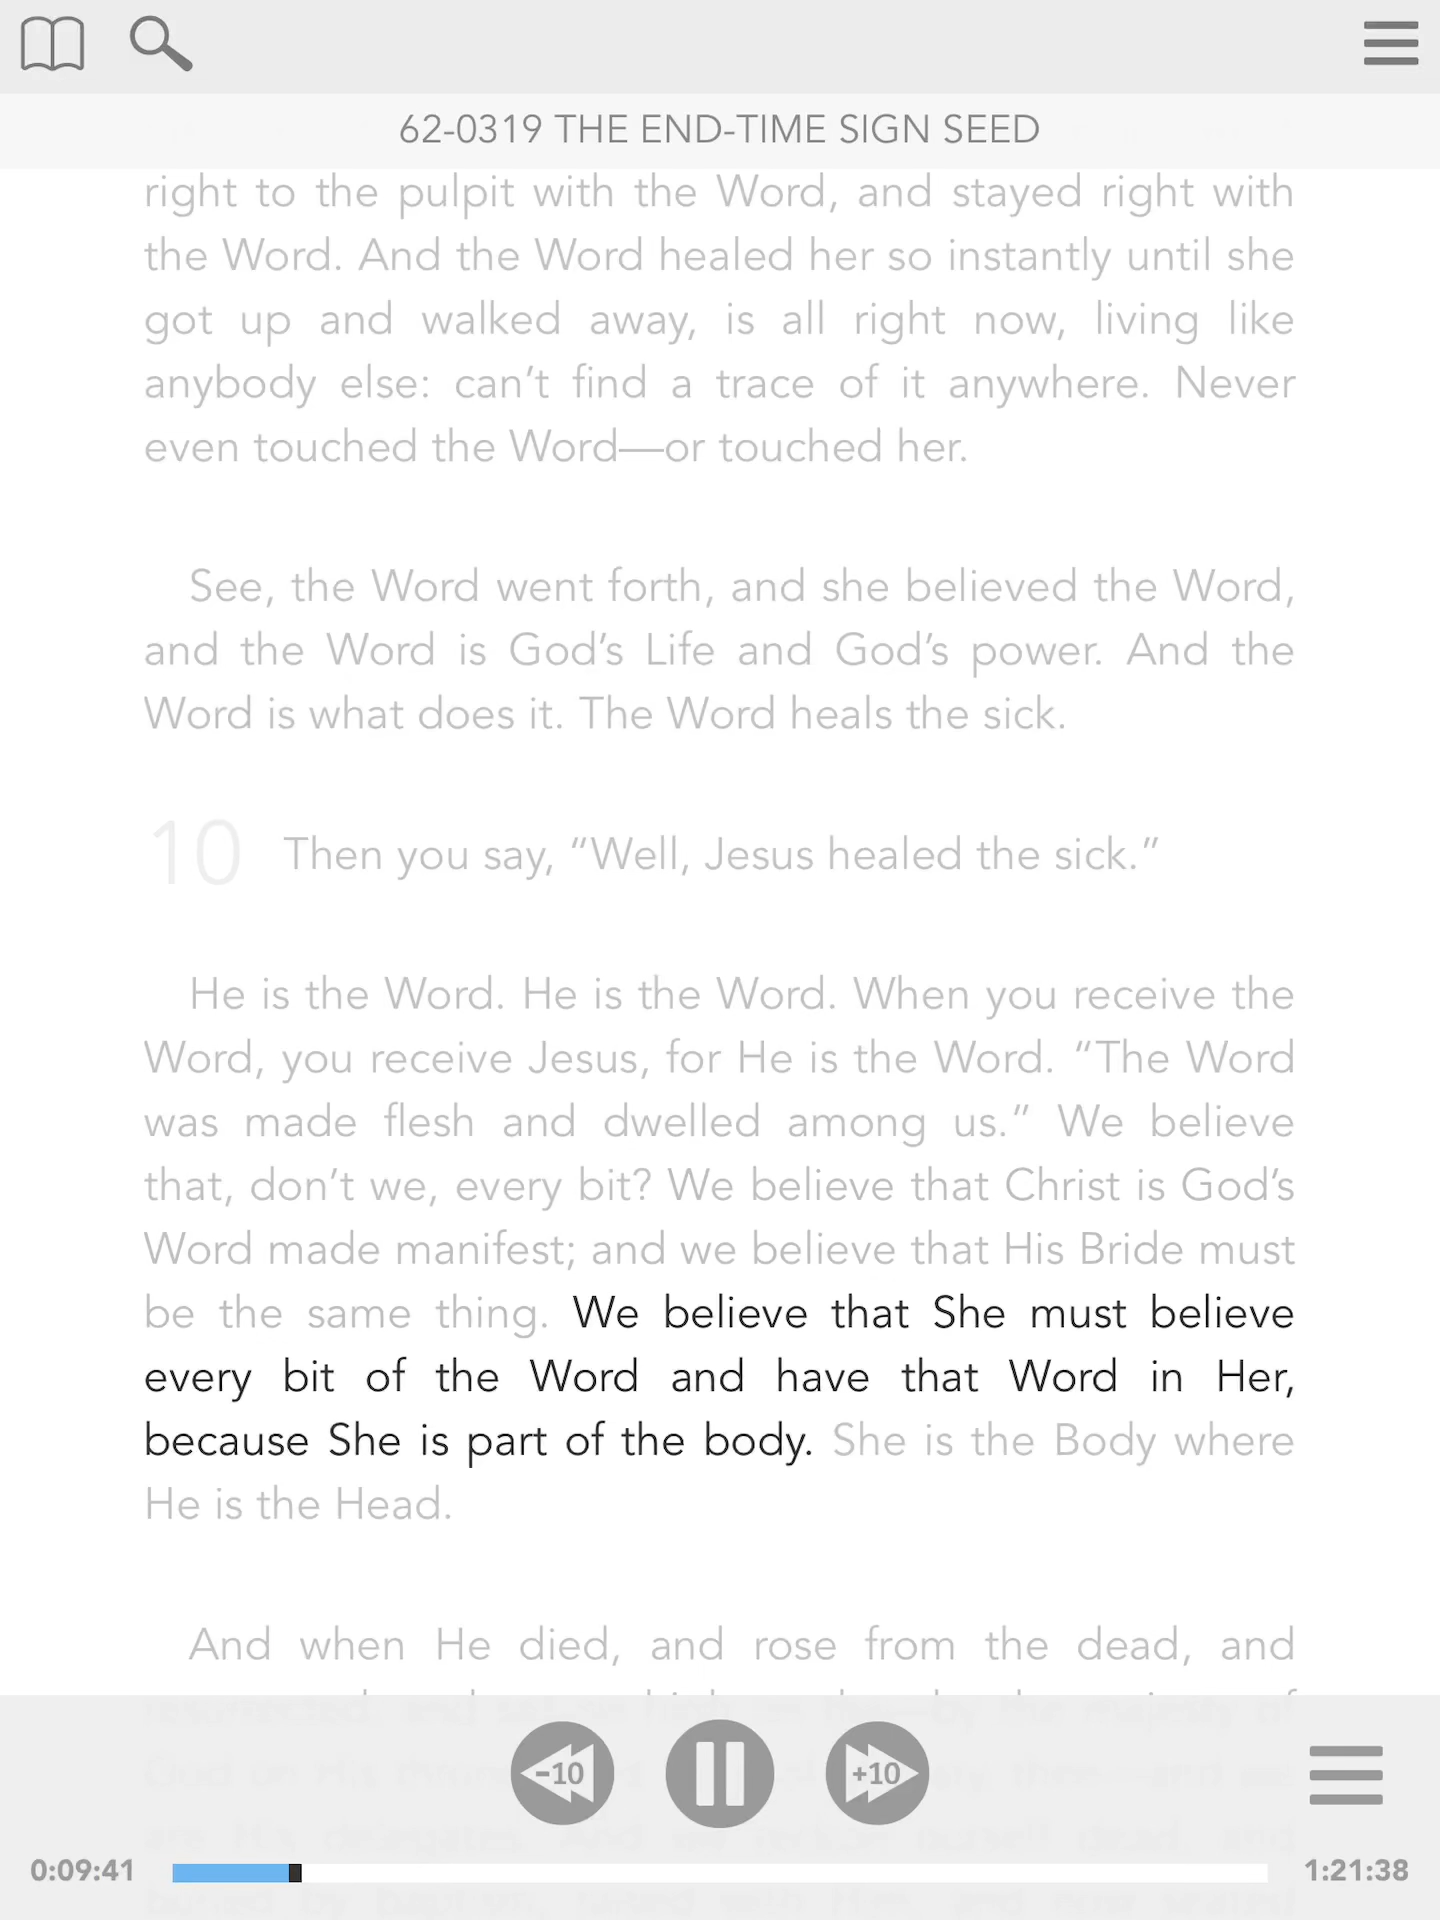 62-0319 THE END-TIME SIGN SEED
right to the pulpit with the Word, and stayed right with
the Word. And the Word healed her so instantly until she
got up and walked away, is all right now, living like
anybody else: can’t find a trace of it anywhere. Never
even touched the Word—or touched her.
See, the Word went forth, and she believed the Word,
and the Word is God’s Life and God’s power. And the
Word is what does it. The Word heals the sick.
10 Then you say, “Well, Jesus healed the sick.”
He is the Word. He is the Word. When you receive the
Word, you receive Jesus, for He is the Word. “The Word
was made flesh and dwelled among us.” We believe
that, don’t we, every bit? We believe that Christ is God’s
Word made manifest; and we believe that His Bride must
be the same thing. We believe that She must believe
every bit of the Word and have that Word in Her,
because She is part of the body. She is the Body where
He is the Head.
And when He died, and rose from the dead, and
resurrected, and by the majesty of
-10 +10
0:09:41 1:21:38